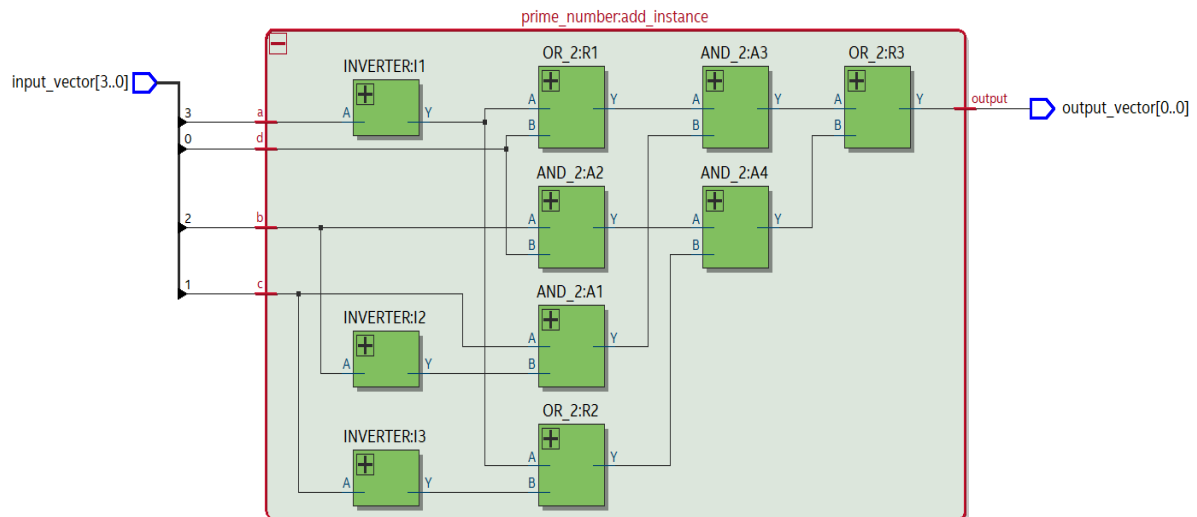 prime_number:add_instance
input_vector[3..0]
3
0
2
1
a
d
b
c
INVERTER:I1
A
Y
INVERTER:I2
A
Y
INVERTER:I3
A
Y
OR_2:R1
A
B
Y
AND_2:A2
A
B
Y
AND_2:A1
A
B
Y
OR_2:R2
A
B
Y
AND_2:A3
A
B
Y
AND_2:A4
A
B
Y
OR_2:R3
A
B
Y
output
output_vector[0..0]